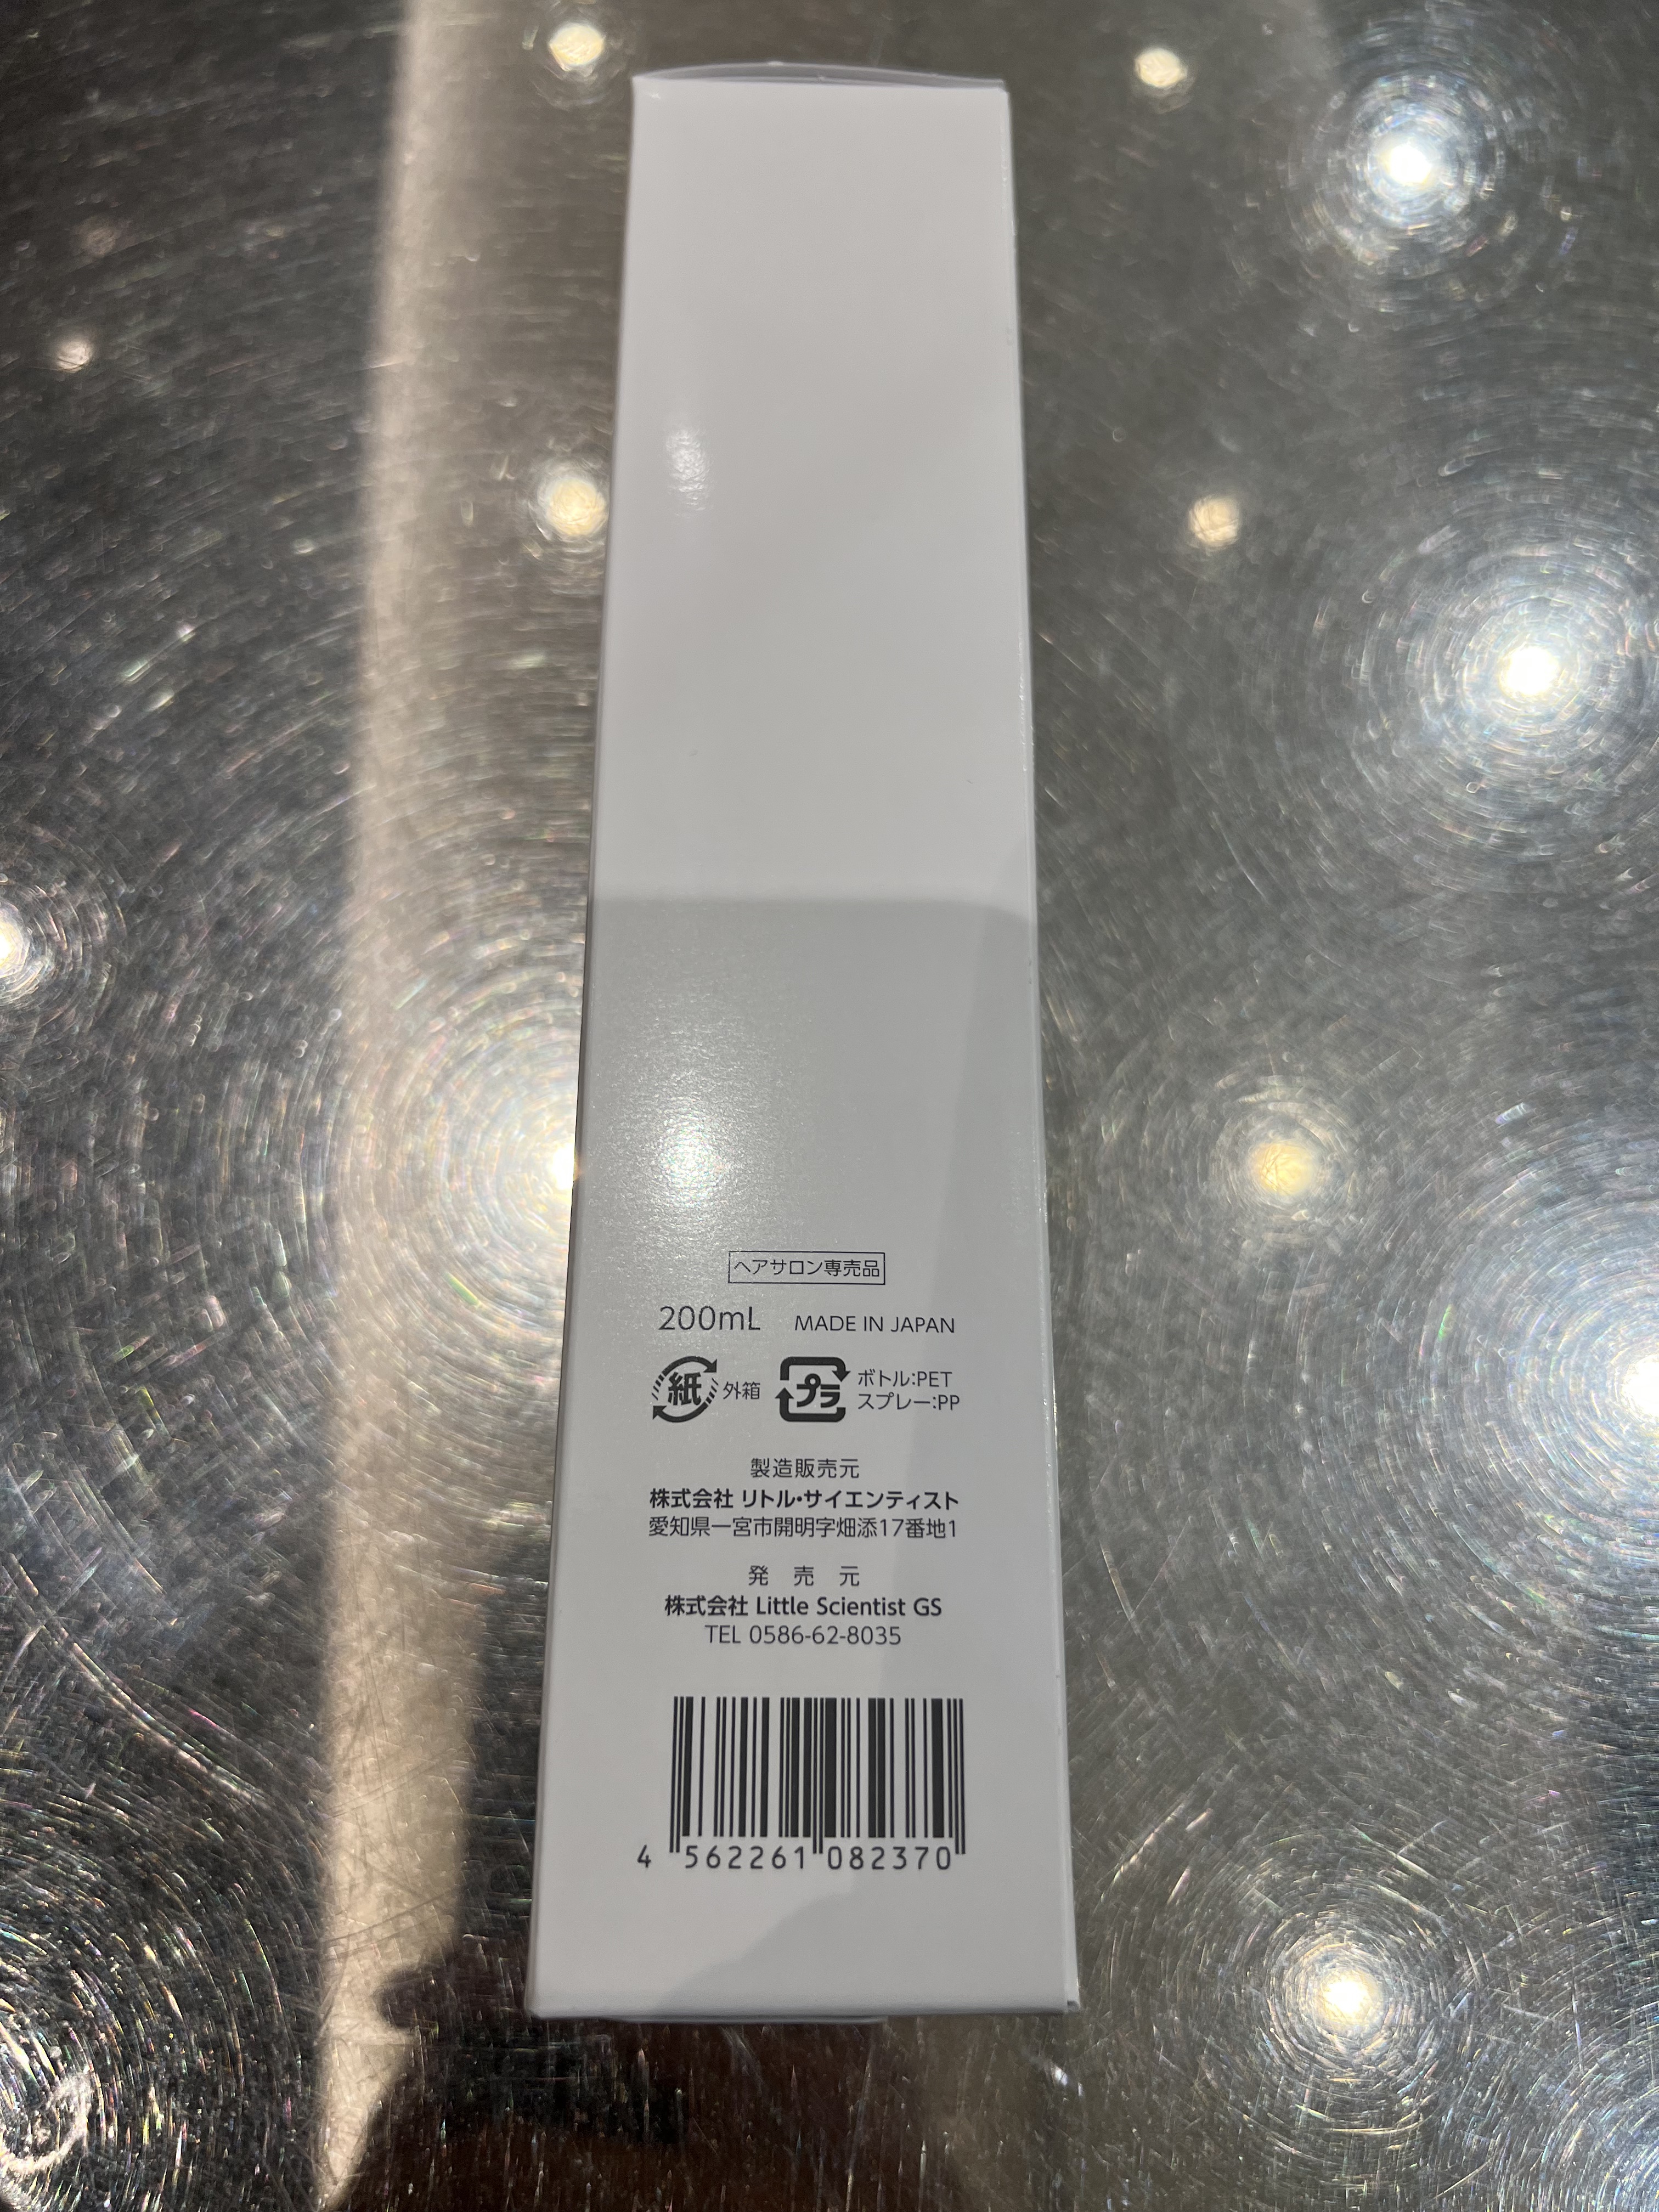 ヘアサロン専売品
200mL MADE IN JAPAN
紙 外箱 プラ ボトル:PET
スプレー:PP
製造販売元
株式会社 リトル・サイエンティスト
愛知県一宮市開明字畑添17番地1
発売元
株式会社 Little Scientist GS
TEL 0586-62-8035
4 562261 082370